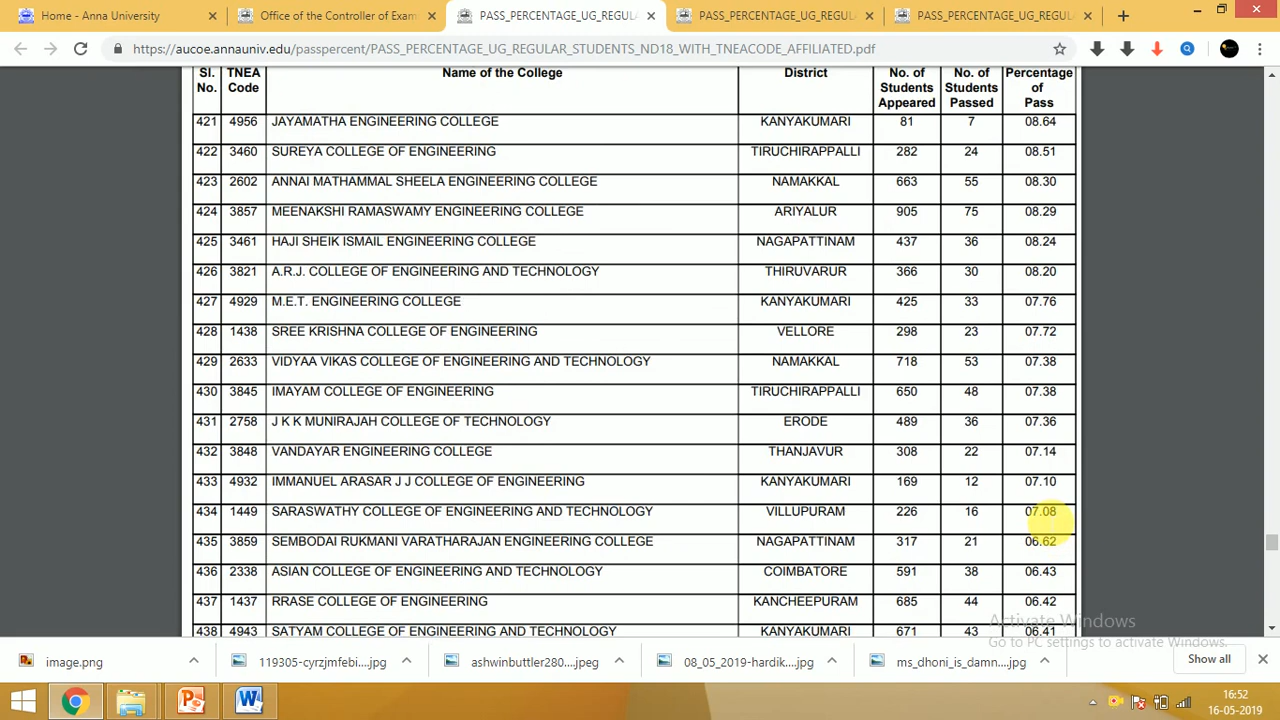 Home - Anna University
Office of the Controller of Exam
PASS_PERCENTAGE_UG_REGULA
PASS_PERCENTAGE_UG_REGULA
PASS_PERCENTAGE_UG_REGULA
https://aucoe.annauniv.edu/passpercent/PASS_PERCENTAGE_UG_REGULAR_STUDENTS_ND18_WITH_TNEACODE_AFFILIATED.pdf
Sl. No. TNEA Code Name of the College District No. of Students Appeared No. of Students Passed Percentage of Pass
421 4956 JAYAMATHA ENGINEERING COLLEGE KANYAKUMARI 81 7 08.64
422 3460 SUREYA COLLEGE OF ENGINEERING TIRUCHIRAPPALLI 282 24 08.51
423 2602 ANNAI MATHAMMAL SHEELA ENGINEERING COLLEGE NAMAKKAL 663 55 08.30
424 3857 MEENAKSHI RAMASWAMY ENGINEERING COLLEGE ARIYALUR 905 75 08.29
425 3461 HAJI SHEIK ISMAIL ENGINEERING COLLEGE NAGAPATTINAM 437 36 08.24
426 3821 A.R.J. COLLEGE OF ENGINEERING AND TECHNOLOGY THIRUVARUR 366 30 08.20
427 4929 M.E.T. ENGINEERING COLLEGE KANYAKUMARI 425 33 07.76
428 1438 SREE KRISHNA COLLEGE OF ENGINEERING VELLORE 298 23 07.72
429 2633 VIDYAA VIKAS COLLEGE OF ENGINEERING AND TECHNOLOGY NAMAKKAL 718 53 07.38
430 3845 IMAYAM COLLEGE OF ENGINEERING TIRUCHIRAPPALLI 650 48 07.38
431 2758 J K K MUNIRAJAH COLLEGE OF TECHNOLOGY ERODE 489 36 07.36
432 3848 VANDAYAR ENGINEERING COLLEGE THANJAVUR 308 22 07.14
433 4932 IMMANUEL ARASAR J J COLLEGE OF ENGINEERING KANYAKUMARI 169 12 07.10
434 1449 SARASWATHY COLLEGE OF ENGINEERING AND TECHNOLOGY VILLUPURAM 226 16 07.08
435 3859 SEMBODAI RUKMANI VARATHARAJAN ENGINEERING COLLEGE NAGAPATTINAM 317 21 06.62
436 2338 ASIAN COLLEGE OF ENGINEERING AND TECHNOLOGY COIMBATORE 591 38 06.43
437 1437 RRASE COLLEGE OF ENGINEERING KANCHEEPURAM 685 44 06.42
438 4943 SATYAM COLLEGE OF ENGINEERING AND TECHNOLOGY KANYAKUMARI 671 43 06.41
Activate Windows
Go to PC settings to activate Windows.
image.png
119305-cyrzjmfebi....jpg
ashwinbuttler280....jpeg
08_05_2019-hardik....jpg
ms_dhoni_is_damn....jpg
Show all
16:52
16-05-2019